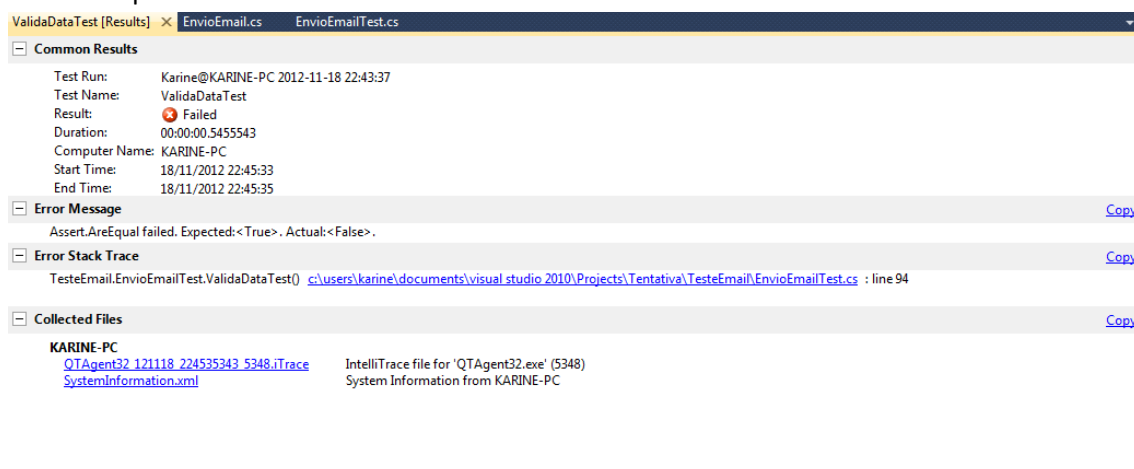 ValidaDataTest [Results] EnvioEmail.cs EnvioEmailTest.cs
Common Results
Test Run: Karine@KARINE-PC 2012-11-18 22:43:37
Test Name: ValidaDataTest
Result: Failed
Duration: 00:00:00.5455543
Computer Name: KARINE-PC
Start Time: 18/11/2012 22:45:33
End Time: 18/11/2012 22:45:35
Error Message Copy
Assert.AreEqual failed. Expected:<True>. Actual:<False>.
Error Stack Trace Copy
TesteEmail.EnvioEmailTest.ValidaDataTest() c:\users\karine\documents\visual studio 2010\Projects\Tentativa\TesteEmail\EnvioEmailTest.cs : line 94
Collected Files Copy
KARINE-PC
QTAgent32_121118_224535343_5348.iTrace IntelliTrace file for 'QTAgent32.exe' (5348)
SystemInformation.xml System Information from KARINE-PC